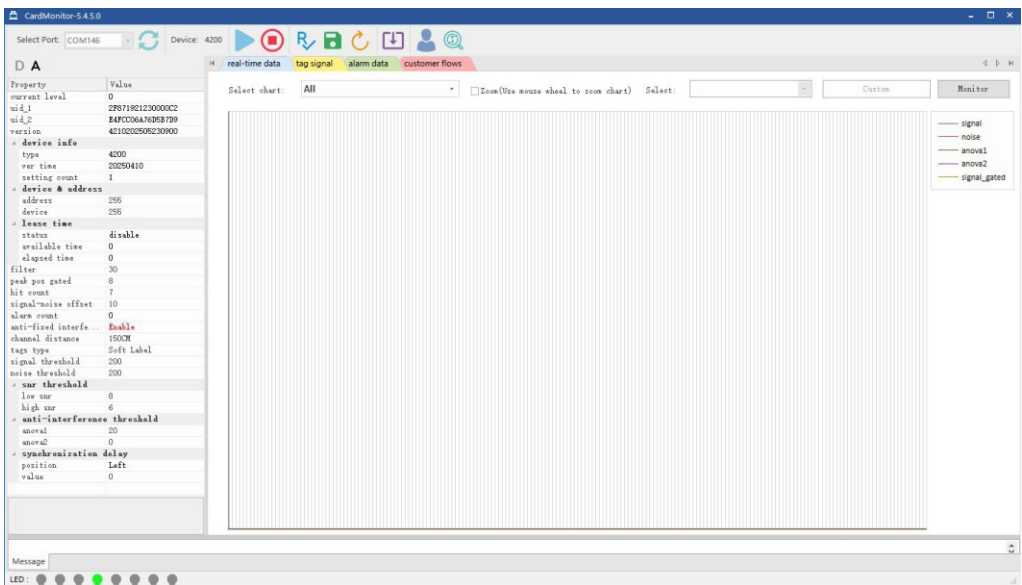 CardMonitor-5.4.5.0
Select Port: COM146 Device: 4200
D A
real-time data tag signal alarm data customer flows
Property Value
current level 0
uid_1 2F871921230000C2
uid_2 E4FCC06A76D5B7D9
version 4210202505230900
device info
type 4200
ver time 20250410
setting count 1
device & address
address 255
device 255
lease time
status disable
available time 0
elapsed time 0
filter 30
peak pos gated 8
hit count 7
signal-noise offset 10
alarm count 0
anti-fixed interfe... Enable
channel distance 150CM
tags type Soft Label
signal threshold 200
noise threshold 200
snr threshold
low snr 8
high snr 6
anti-interference threshold
anova1 20
anova2 0
synchronization delay
position Left
value 0
Select chart: All Zoom(Use mouse wheel to zoom chart) Select: Custom Monitor
signal
noise
anova1
anova2
signal_gated
Message
LED :